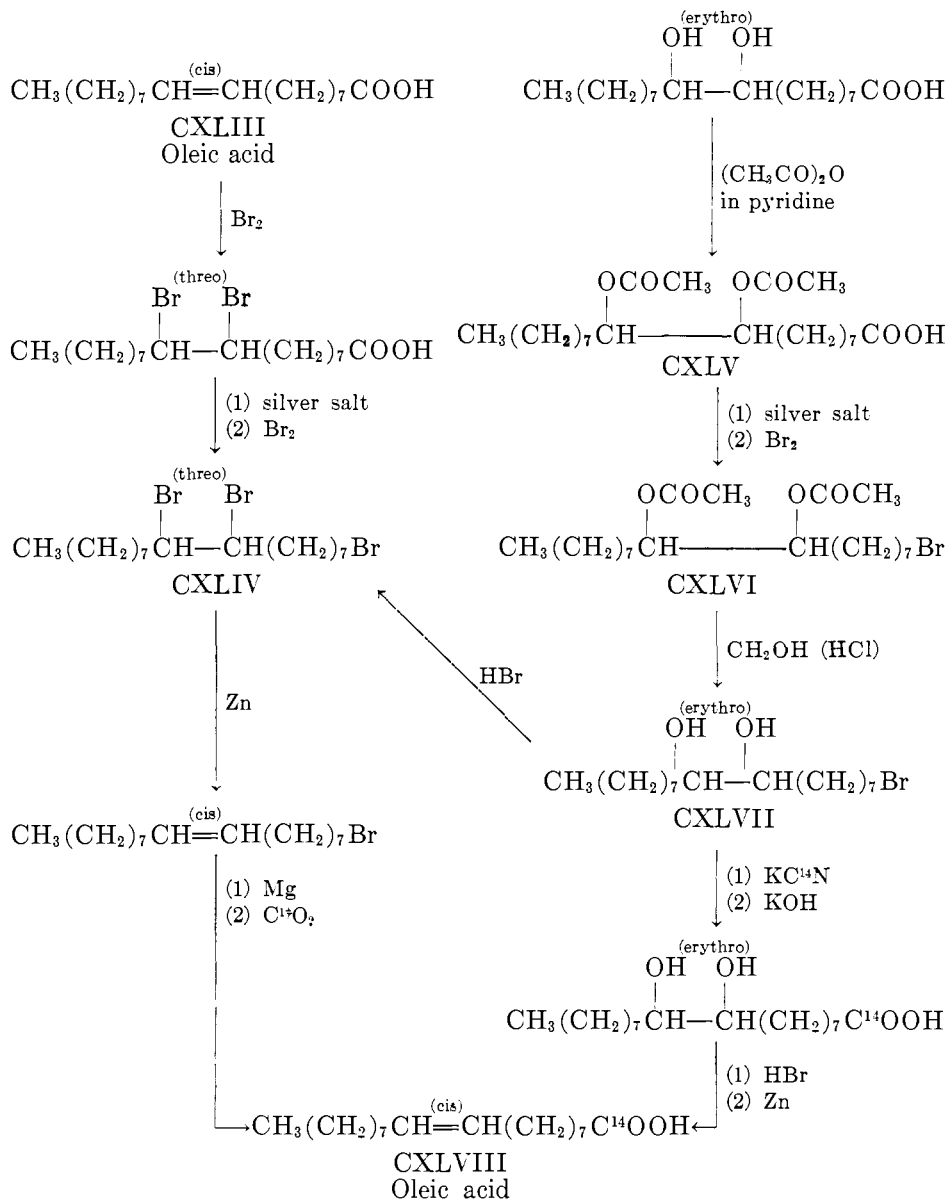 (erythro)
OH OH
CH₃(CH₂)₇CH—CH(CH₂)₇COOH
(cis)
CH₃(CH₂)₇CH=CH(CH₂)₇COOH
CXLIII
Oleic acid
Br₂
(CH₃CO)₂O
in pyridine
(threo)
Br Br
CH₃(CH₂)₇CH—CH(CH₂)₇COOH
OCOCH₃ OCOCH₃
CH₃(CH₂)₇CH———CH(CH₂)₇COOH
CXLV
(1) silver salt
(2) Br₂
(1) silver salt
(2) Br₂
(threo)
Br Br
CH₃(CH₂)₇CH—CH(CH₂)₇Br
CXLIV
OCOCH₃ OCOCH₃
CH₃(CH₂)₇CH———CH(CH₂)₇Br
CXLVI
CH₂OH (HCl)
HBr
Zn
(erythro)
OH OH
CH₃(CH₂)₇CH—CH(CH₂)₇Br
CXLVII
(cis)
CH₃(CH₂)₇CH=CH(CH₂)₇Br
(1) Mg
(2) C¹⁴O₂
(1) KC¹⁴N
(2) KOH
(erythro)
OH OH
CH₃(CH₂)₇CH—CH(CH₂)₇C¹⁴OOH
(1) HBr
(2) Zn
(cis)
CH₃(CH₂)₇CH=CH(CH₂)₇C¹⁴OOH
CXLVIII
Oleic acid